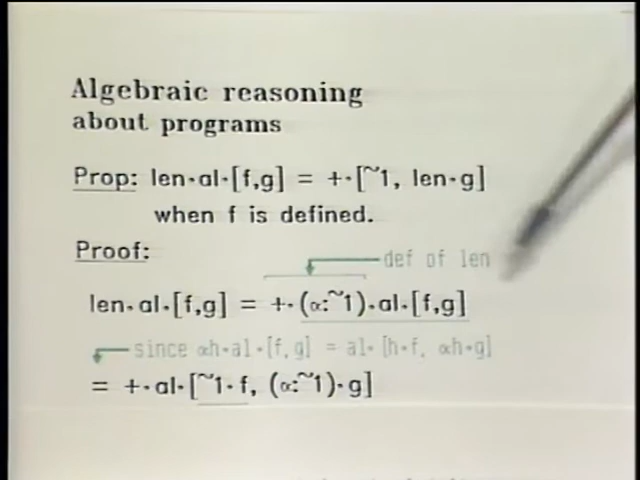 Algebraic reasoning
about programs
Prop: len·al·[f,g] = +·[~1, len·g]
when f is defined.
Proof:
def of len
len·al·[f,g] = +·(α:~1)·al·[f,g]
since αh·al·[f,g] = al·[h·f, αh·g]
= +·al·[~1·f, (α:~1)·g]